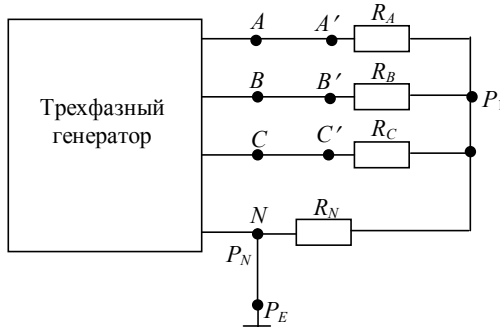 A A′ R_A
B B′ R_B
P
Трехфазный
генератор
C C′ R_C
N R_N
P_N
P_E